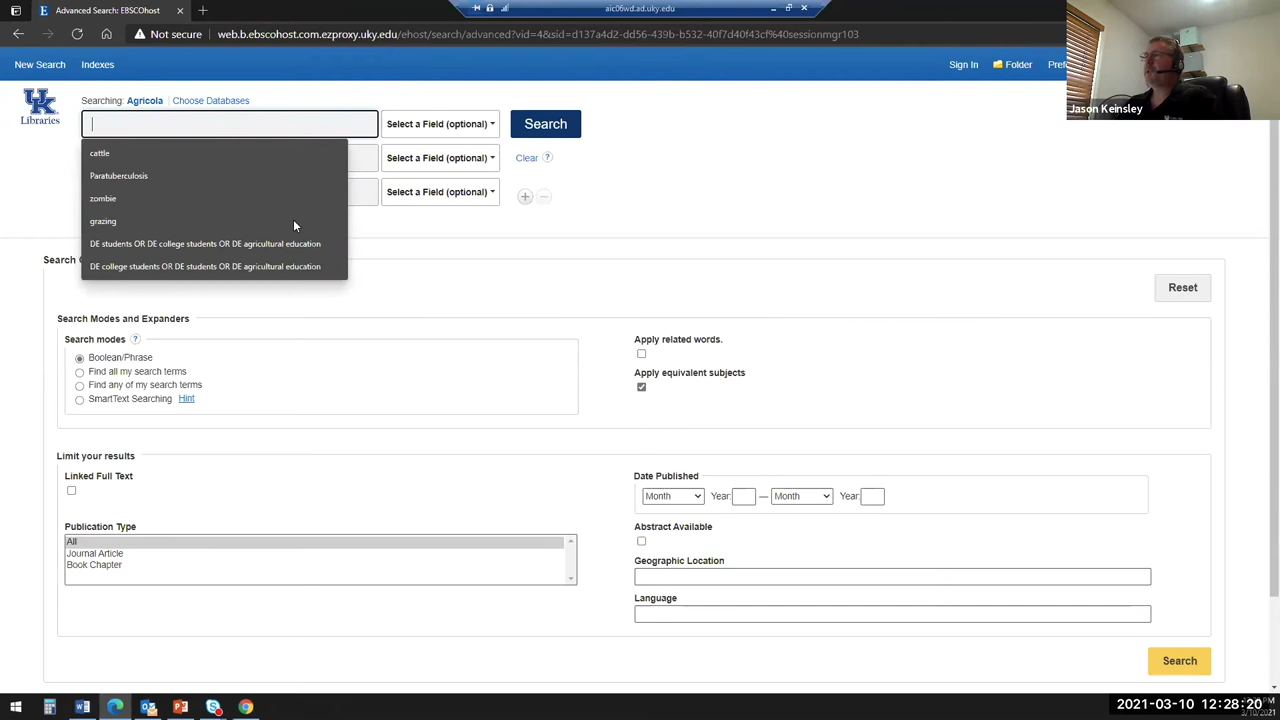 Advanced Search: EBSCOhost
aic06wd.ad.uky.edu
Not secure
web.b.ebscohost.com.ezproxy.uky.edu/ehost/search/advanced?vid=4&sid=d137a4d2-dd56-439b-b532-40f7d40f43cf%40sessionmgr103
New Search Indexes
Sign In Folder Pref
Jason Keinsley
UK Libraries
Searching: Agricola Choose Databases
Select a Field (optional) Search
cattle
Select a Field (optional) Clear ?
Paratuberculosis
Select a Field (optional)
zombie
grazing
DE students OR DE college students OR DE agricultural education
DE college students OR DE students OR DE agricultural education
Search
Reset
Search Modes and Expanders
Search modes ?
Boolean/Phrase
Find all my search terms
Find any of my search terms
SmartText Searching Hint
Apply related words.
Apply equivalent subjects
Limit your results
Linked Full Text
Date Published
Month Year: — Month Year:
Publication Type
All
Journal Article
Book Chapter
Abstract Available
Geographic Location
Language
Search
2021-03-10 12:28:20